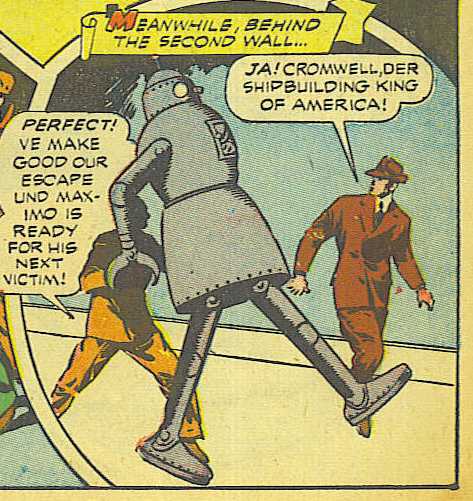 MEANWHILE, BEHIND
THE SECOND WALL...
JA! CROMWELL, DER
SHIPBUILDING KING
OF AMERICA!
PERFECT!
VE MAKE
GOOD OUR
ESCAPE
UND MAX-
IMO IS
READY
FOR HIS
NEXT
VICTIM!